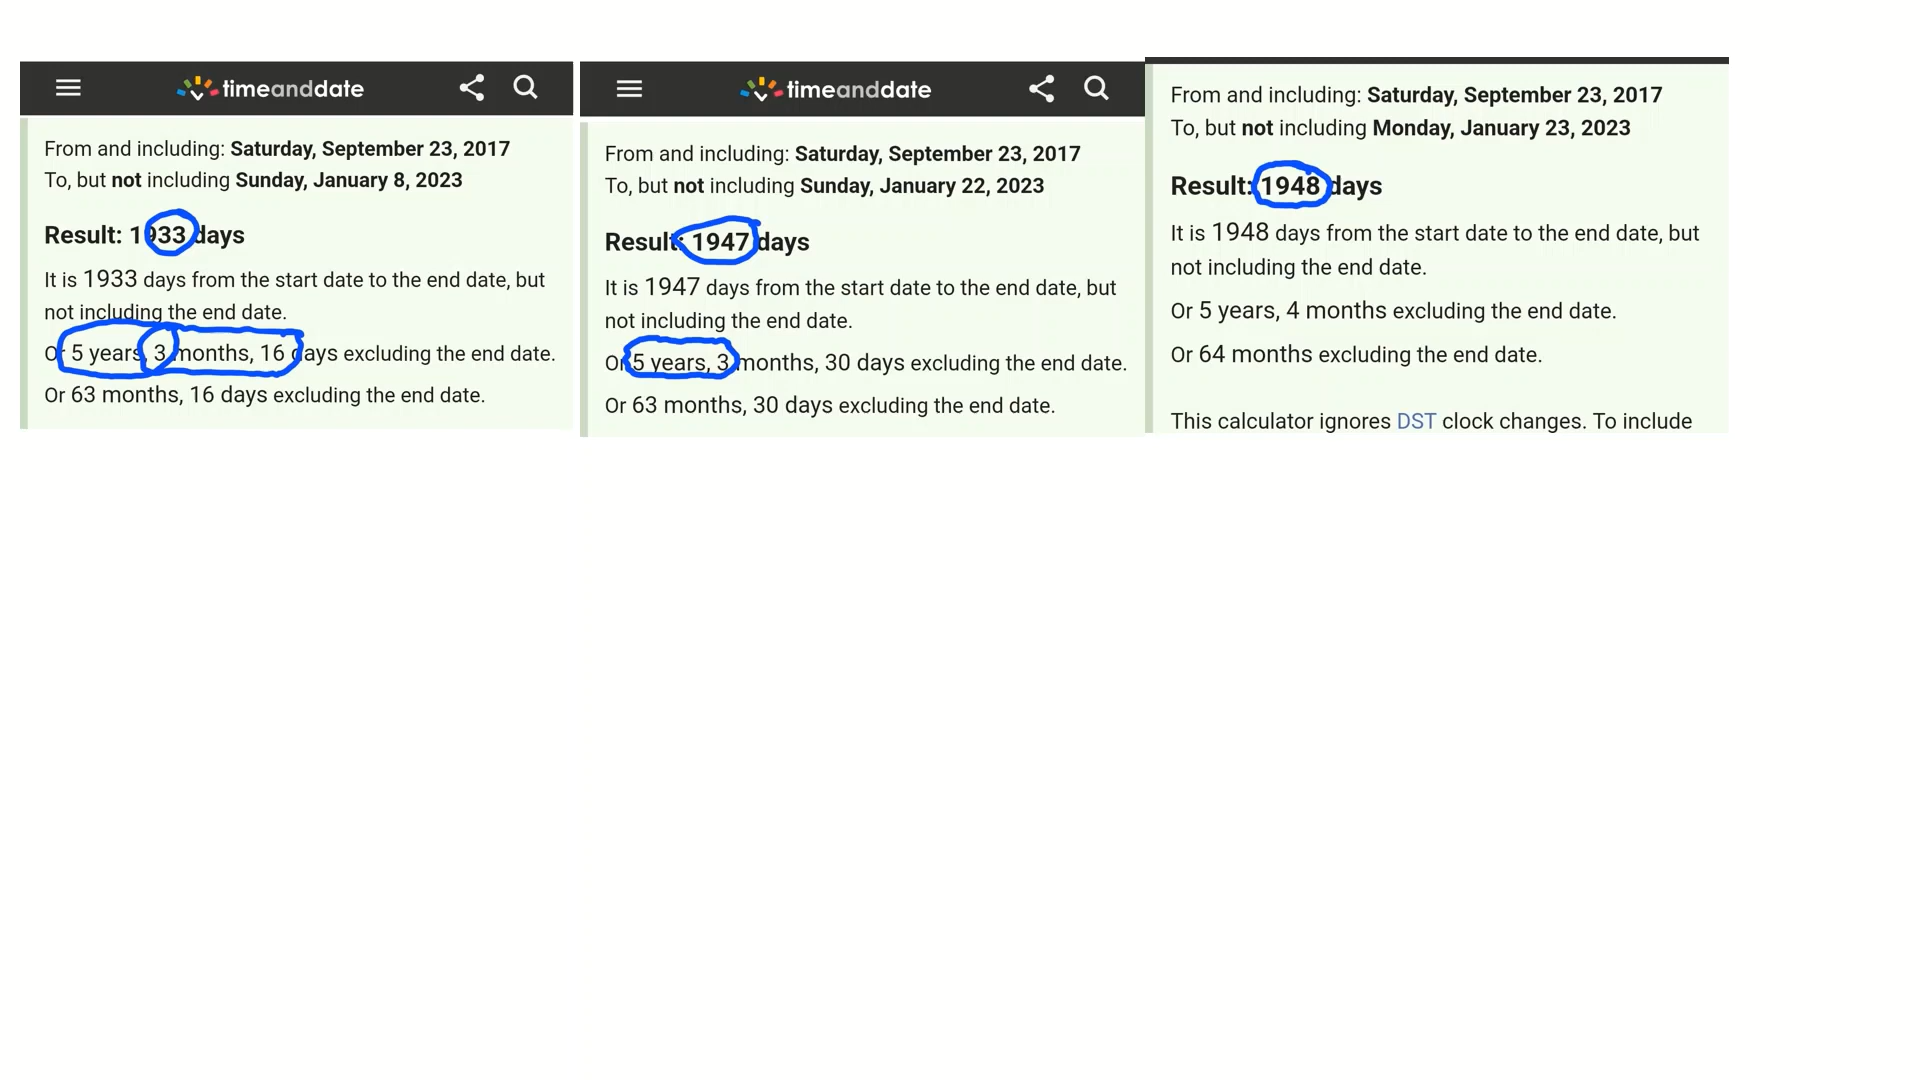 timeanddate
From and including: Saturday, September 23, 2017
To, but not including Sunday, January 8, 2023
Result: 1933 days
It is 1933 days from the start date to the end date, but
not including the end date.
Or 5 years, 3 months, 16 days excluding the end date.
Or 63 months, 16 days excluding the end date.
timeanddate
From and including: Saturday, September 23, 2017
To, but not including Sunday, January 22, 2023
Result: 1947 days
It is 1947 days from the start date to the end date, but
not including the end date.
Or 5 years, 3 months, 30 days excluding the end date.
Or 63 months, 30 days excluding the end date.
From and including: Saturday, September 23, 2017
To, but not including Monday, January 23, 2023
Result: 1948 days
It is 1948 days from the start date to the end date, but
not including the end date.
Or 5 years, 4 months excluding the end date.
Or 64 months excluding the end date.
This calculator ignores DST clock changes. To include